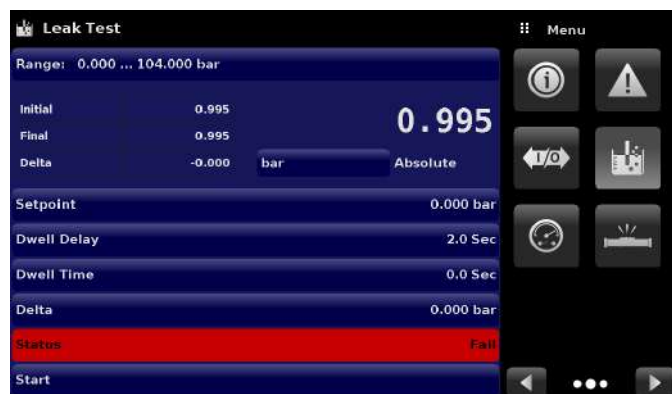 Leak Test
Menu
Range: 0.000 ... 104.000 bar
Initial 0.995
0.995
Final 0.995
Delta -0.000 bar Absolute
I/O
Setpoint 0.000 bar
Dwell Delay 2.0 Sec
Dwell Time 0.0 Sec
Delta 0.000 bar
Status Fail
Start